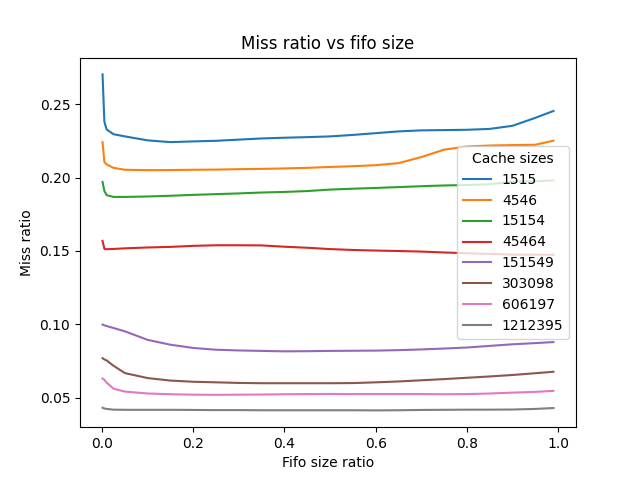 Miss ratio vs fifo size
Miss ratio
0.25
0.20
0.15
0.10
0.05
Cache sizes
1515
4546
15154
45464
151549
303098
606197
1212395
0.0 0.2 0.4 0.6 0.8 1.0
Fifo size ratio